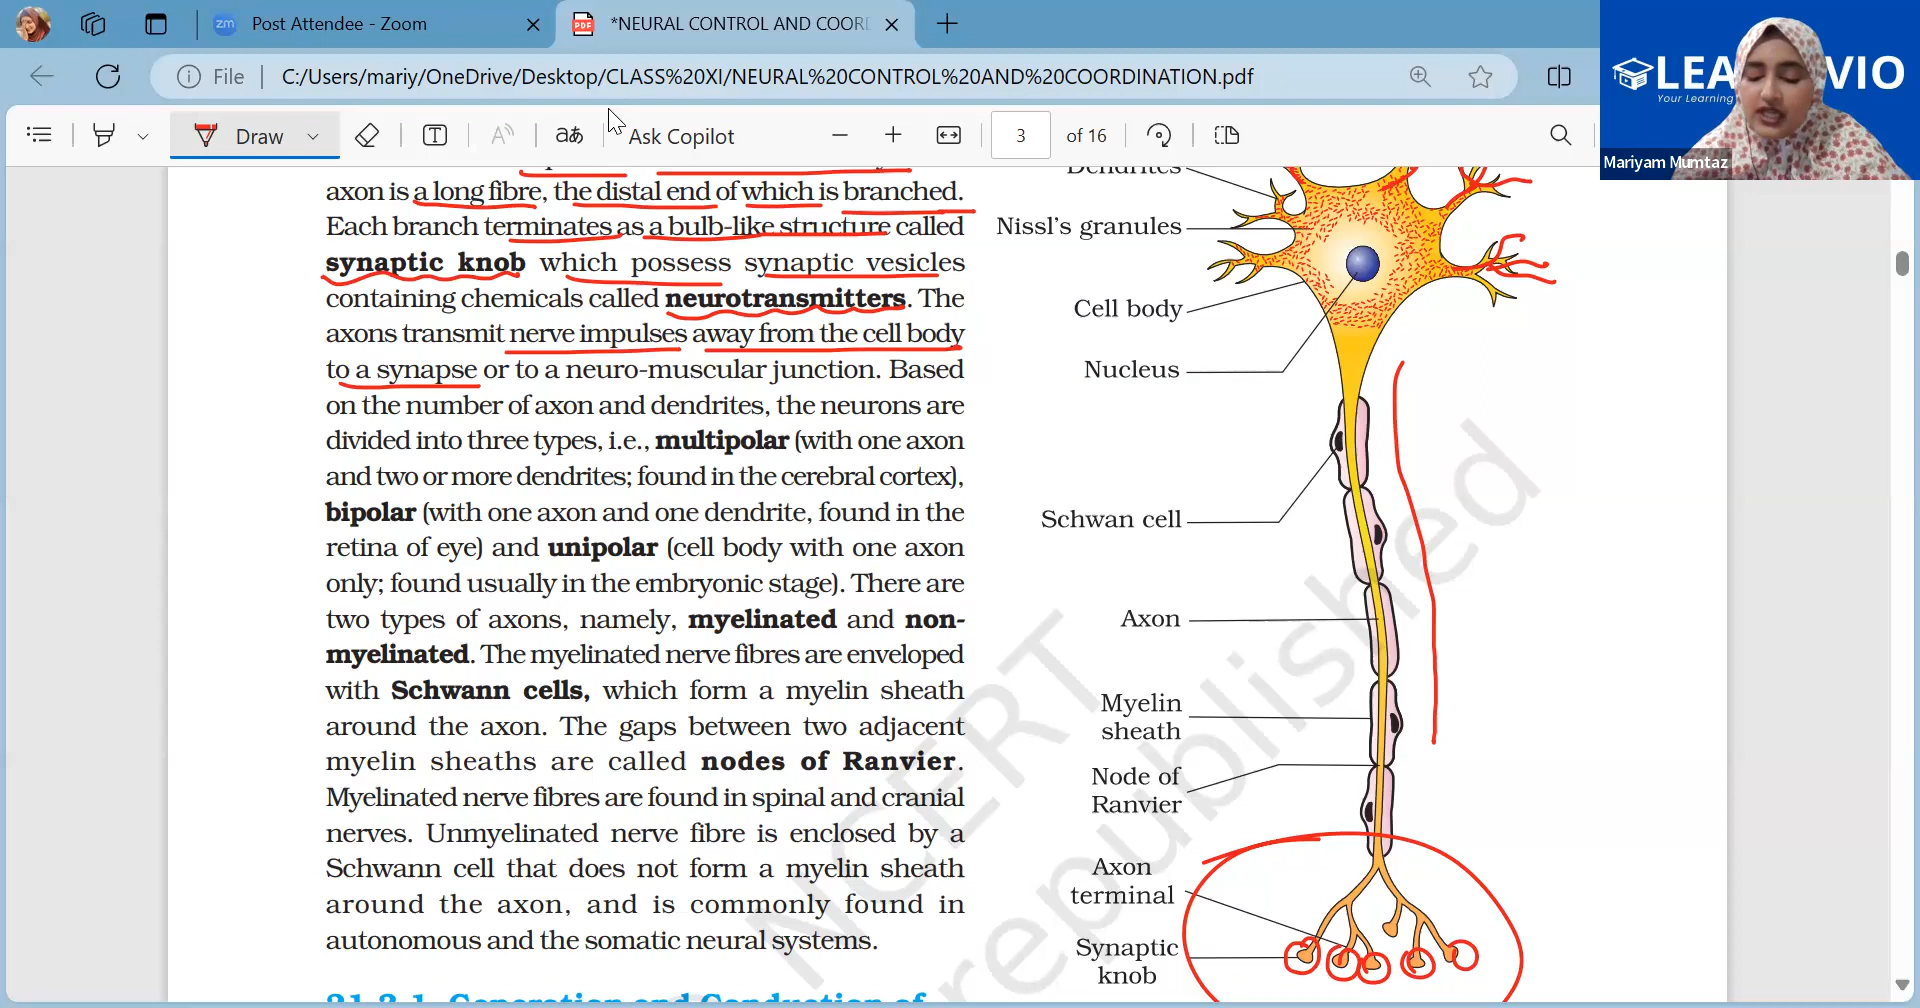 Post Attendee - Zoom
*NEURAL CONTROL AND COORD
File
C:/Users/mariy/OneDrive/Desktop/CLASS%20XI/NEURAL%20CONTROL%20AND%20COORDINATION.pdf
Draw
Ask Copilot
3 of 16
LEA VIO
Your Learning
Mariyam Mumtaz
axon is a long fibre, the distal end of which is branched.
Each branch terminates as a bulb-like structure called
synaptic knob which possess synaptic vesicles
containing chemicals called neurotransmitters. The
axons transmit nerve impulses away from the cell body
to a synapse or to a neuro-muscular junction. Based
on the number of axon and dendrites, the neurons are
divided into three types, i.e., multipolar (with one axon
and two or more dendrites; found in the cerebral cortex),
bipolar (with one axon and one dendrite, found in the
retina of eye) and unipolar (cell body with one axon
only; found usually in the embryonic stage). There are
two types of axons, namely, myelinated and non-
myelinated. The myelinated nerve fibres are enveloped
with Schwann cells, which form a myelin sheath
around the axon. The gaps between two adjacent
myelin sheaths are called nodes of Ranvier.
Myelinated nerve fibres are found in spinal and cranial
nerves. Unmyelinated nerve fibre is enclosed by a
Schwann cell that does not form a myelin sheath
around the axon, and is commonly found in
autonomous and the somatic neural systems.
21.3.1 Generation and Conduction of
Dendrites
Nissl's granules
Cell body
Nucleus
Schwan cell
Axon
Myelin
sheath
Node of
Ranvier
Axon
terminal
Synaptic
knob
NCERT
republished